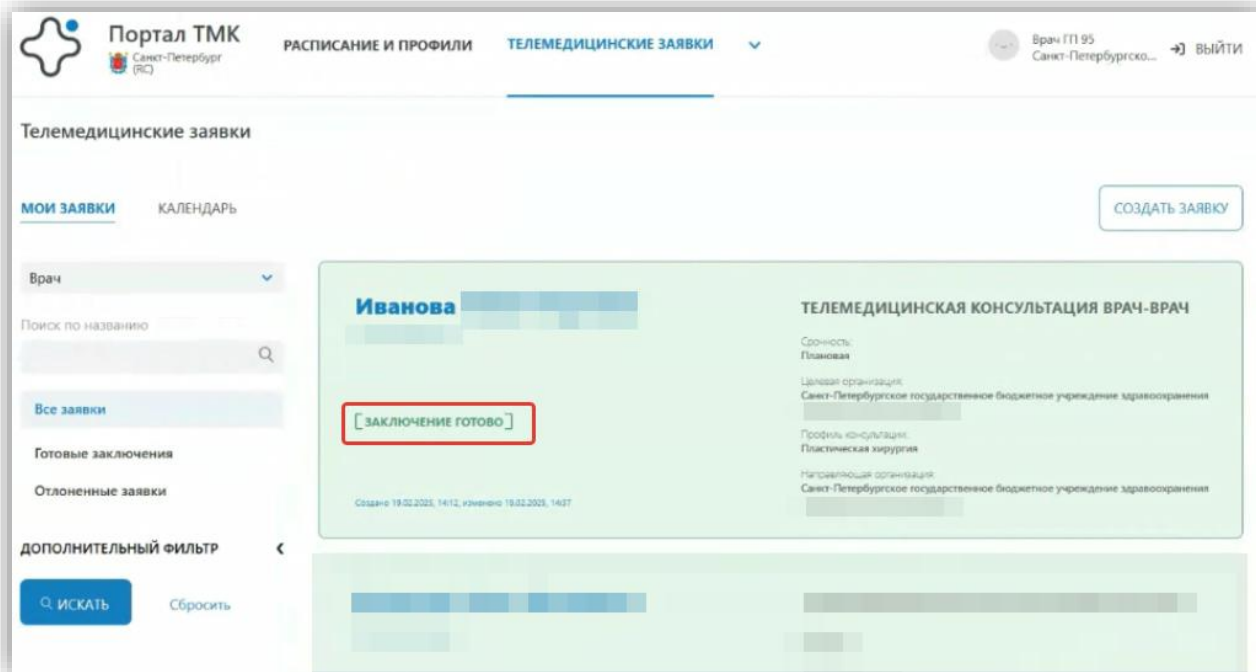 Портал ТМК
Санкт-Петербург
(RC)
РАСПИСАНИЕ И ПРОФИЛИ
ТЕЛЕМЕДИЦИНСКИЕ ЗАЯВКИ
Врач ГП 95
Санкт-Петербургско...
ВЫЙТИ
Телемедицинские заявки
МОИ ЗАЯВКИ
КАЛЕНДАРЬ
СОЗДАТЬ ЗАЯВКУ
Врач
Поиск по названию
Все заявки
Готовые заключения
Отлоненные заявки
ДОПОЛНИТЕЛЬНЫЙ ФИЛЬТР
ИСКАТЬ
Сбросить
Иванова
[ЗАКЛЮЧЕНИЕ ГОТОВО]
Создано 19.02.2025, 14:12, изменено 19.02.2025, 14:37
ТЕЛЕМЕДИЦИНСКАЯ КОНСУЛЬТАЦИЯ ВРАЧ-ВРАЧ
Срочность:
Плановая
Целевая организация:
Санкт-Петербургское государственное бюджетное учреждение здравоохранения
Профиль консультации:
Пластическая хирургия
Направляющая организация:
Санкт-Петербургское государственное бюджетное учреждение здравоохранения